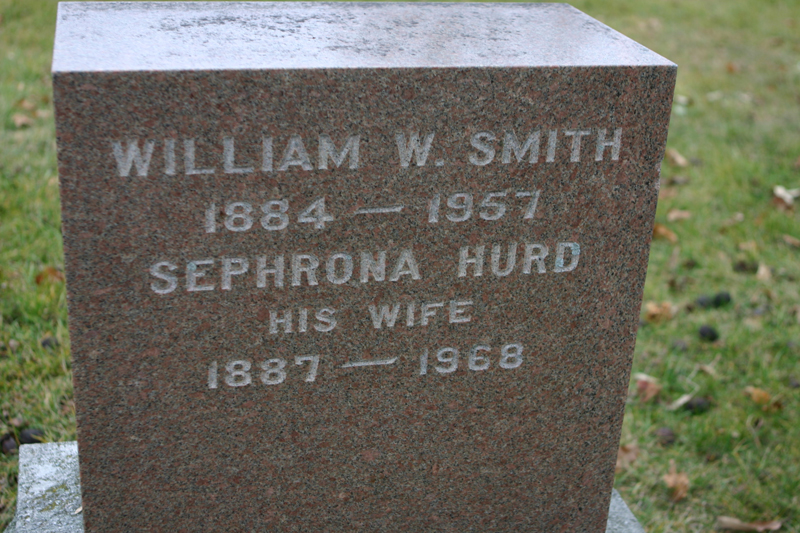 WILLIAM W. SMITH
1884 — 1957
SEPHRONA HURD
HIS WIFE
1887 — 1968